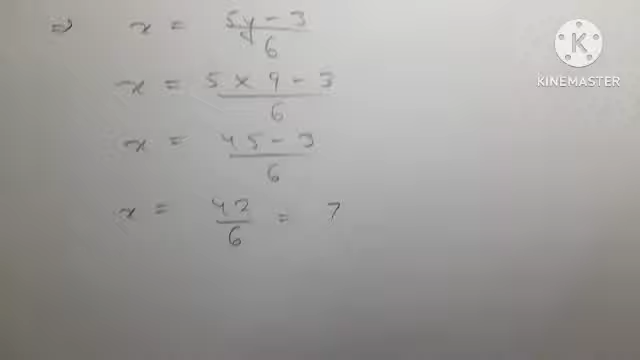 ⇒ x = 5y - 3 / 6
x = 5 × 9 - 3 / 6
x = 45 - 3 / 6
x = 42 / 6 = 7
K
KINEMASTER